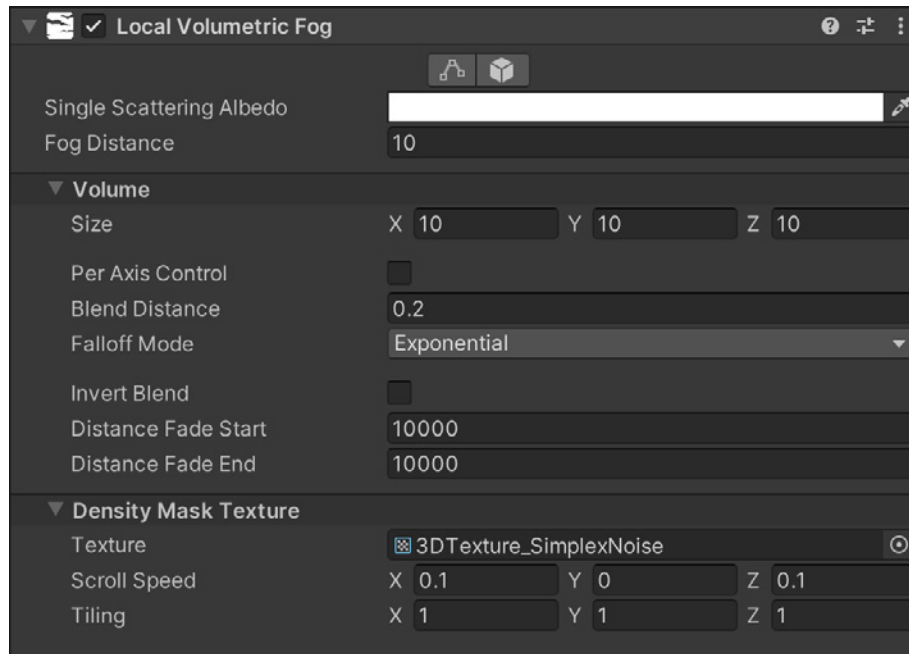 Local Volumetric Fog
Single Scattering Albedo
Fog Distance 10
Volume
Size X 10 Y 10 Z 10
Per Axis Control
Blend Distance 0.2
Falloff Mode Exponential
Invert Blend
Distance Fade Start 10000
Distance Fade End 10000
Density Mask Texture
Texture 3DTexture_SimplexNoise
Scroll Speed X 0.1 Y 0 Z 0.1
Tiling X 1 Y 1 Z 1